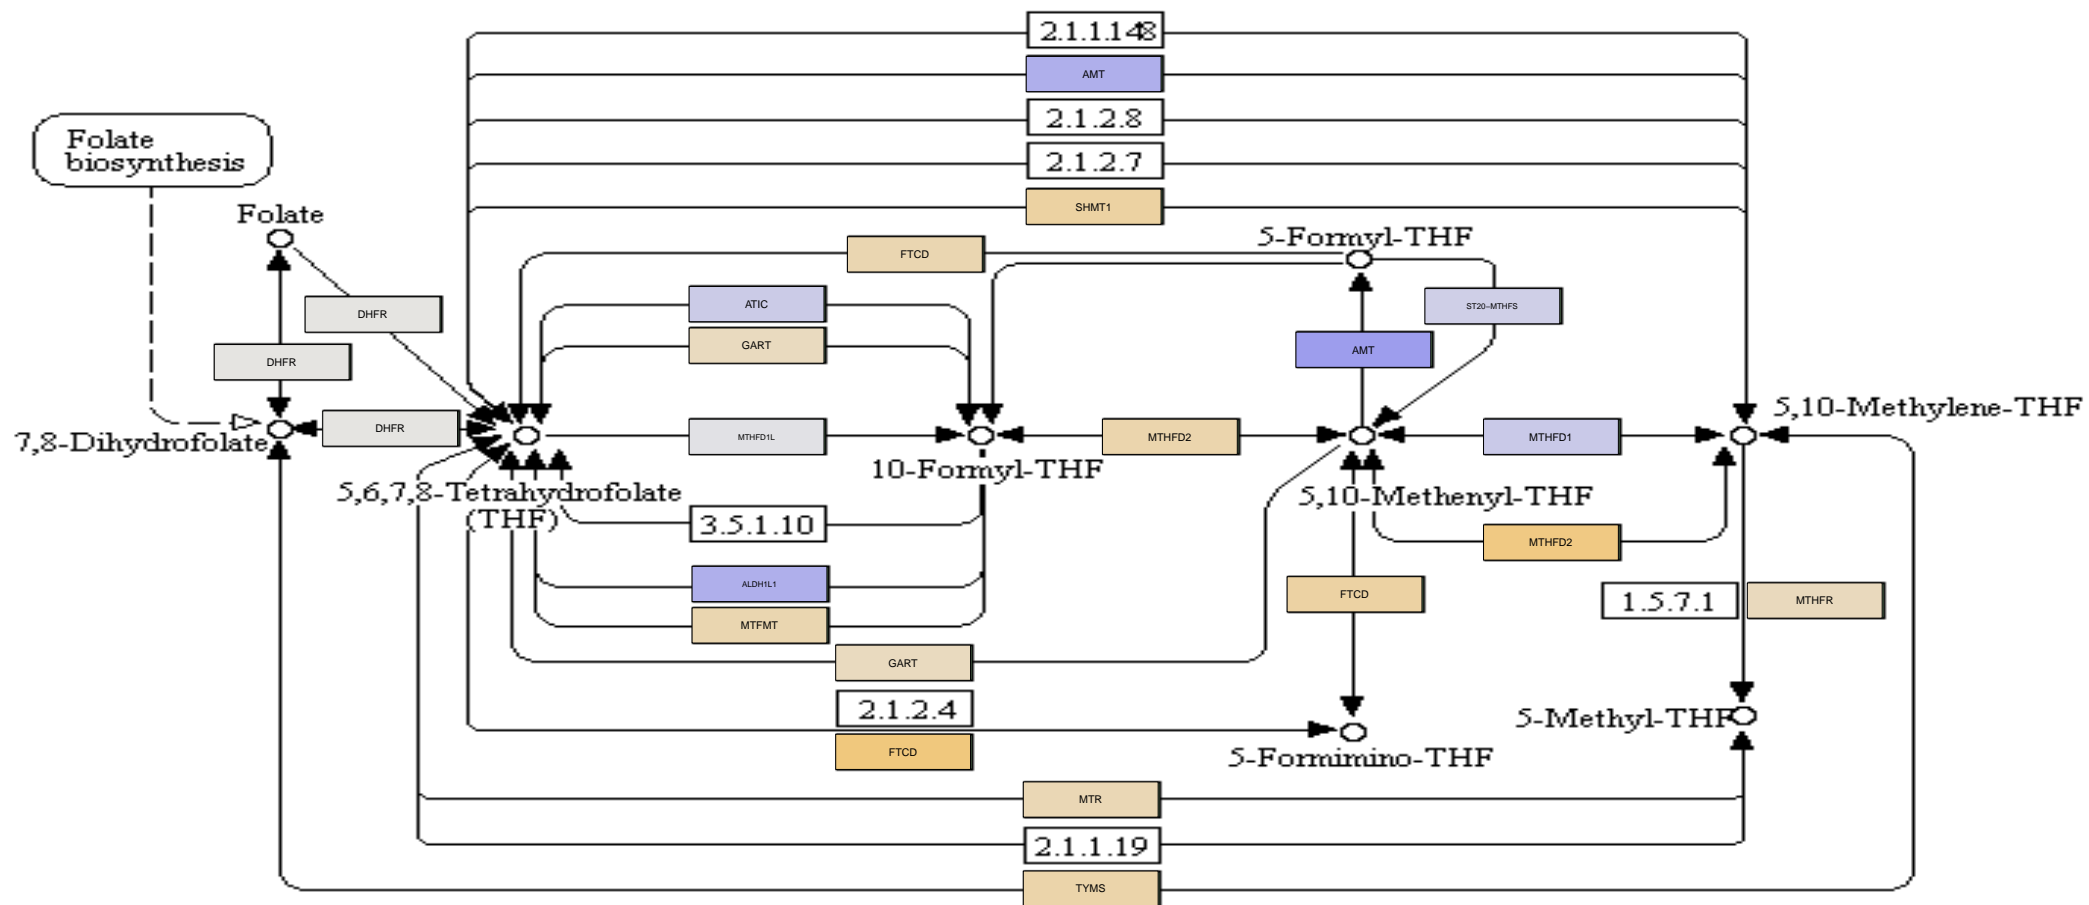 2.1.1.148
AMT
2.1.2.8
Folate
biosynthesis
2.1.2.7
SHMT1
Folate
5-Formyl-THF
FTCD
ATIC
ST20-MTHFS
DHFR
GART
AMT
DHFR
5,10-Methylene-THF
7,8-Dihydrofolate
DHFR
MTHFD1L
MTHFD2
MTHFD1
10-Formyl-THF
5,6,7,8-Tetrahydrofolate
(THF)
5,10-Methenyl-THF
3.5.1.10
MTHFD2
ALDH1L1
FTCD
1.5.7.1
MTHFR
MTFMT
GART
2.1.2.4
5-Methyl-THF
FTCD
5-Formimino-THF
MTR
2.1.1.19
TYMS